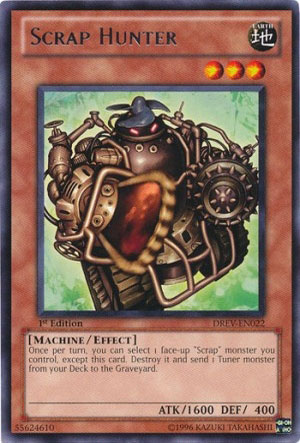 SCRAP HUNTER
EARTH
地
1st Edition
DREV-EN022
[MACHINE/EFFECT]
Once per turn, you can select 1 face-up "Scrap" monster you
control, except this card. Destroy it and send 1 Tuner monster
from your Deck to the Graveyard.
ATK/1600 DEF/ 400
55624610
©1996 KAZUKI TAKAHASHI